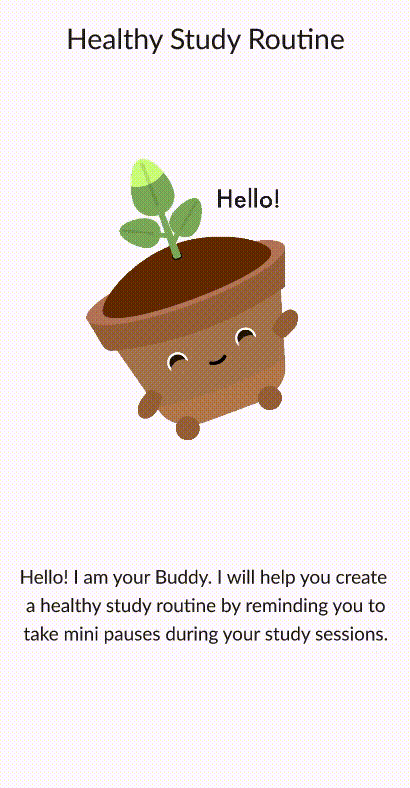 Healthy Study Routine
Hello!
Hello! I am your Buddy. I will help you create
a healthy study routine by reminding you to
take mini pauses during your study sessions.